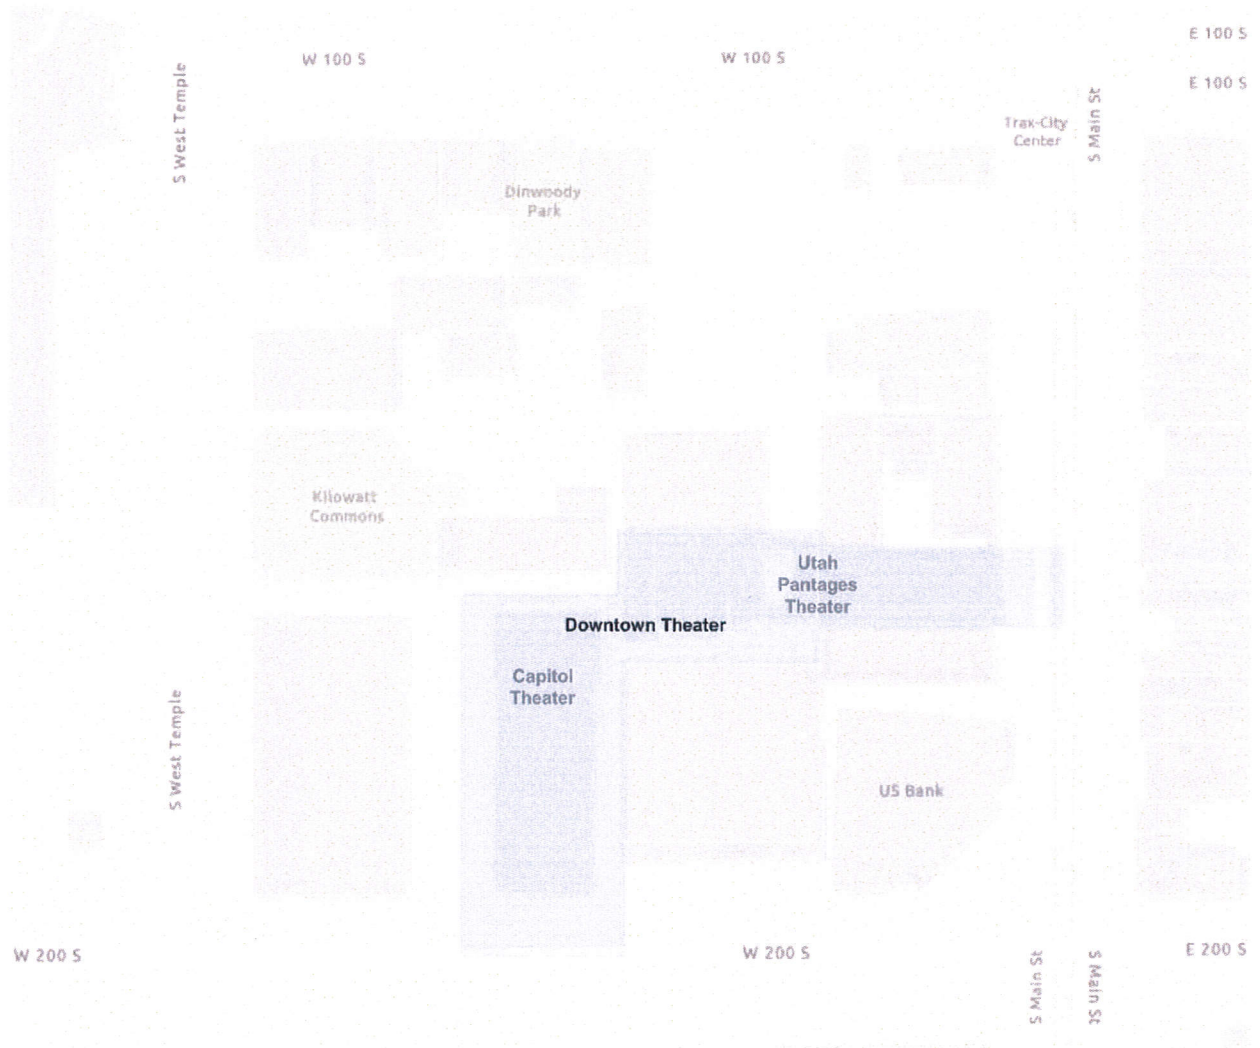 E 100 S
W 100 S
W 100 S
E 100 S
S West Temple
S Main St
Trax-City
Center
Dinwoody
Park
Kilowatt
Commons
Utah
Pantages
Theater
Downtown Theater
Capitol
Theater
S West Temple
US Bank
W 200 S
W 200 S
E 200 S
S Main St
S Main St